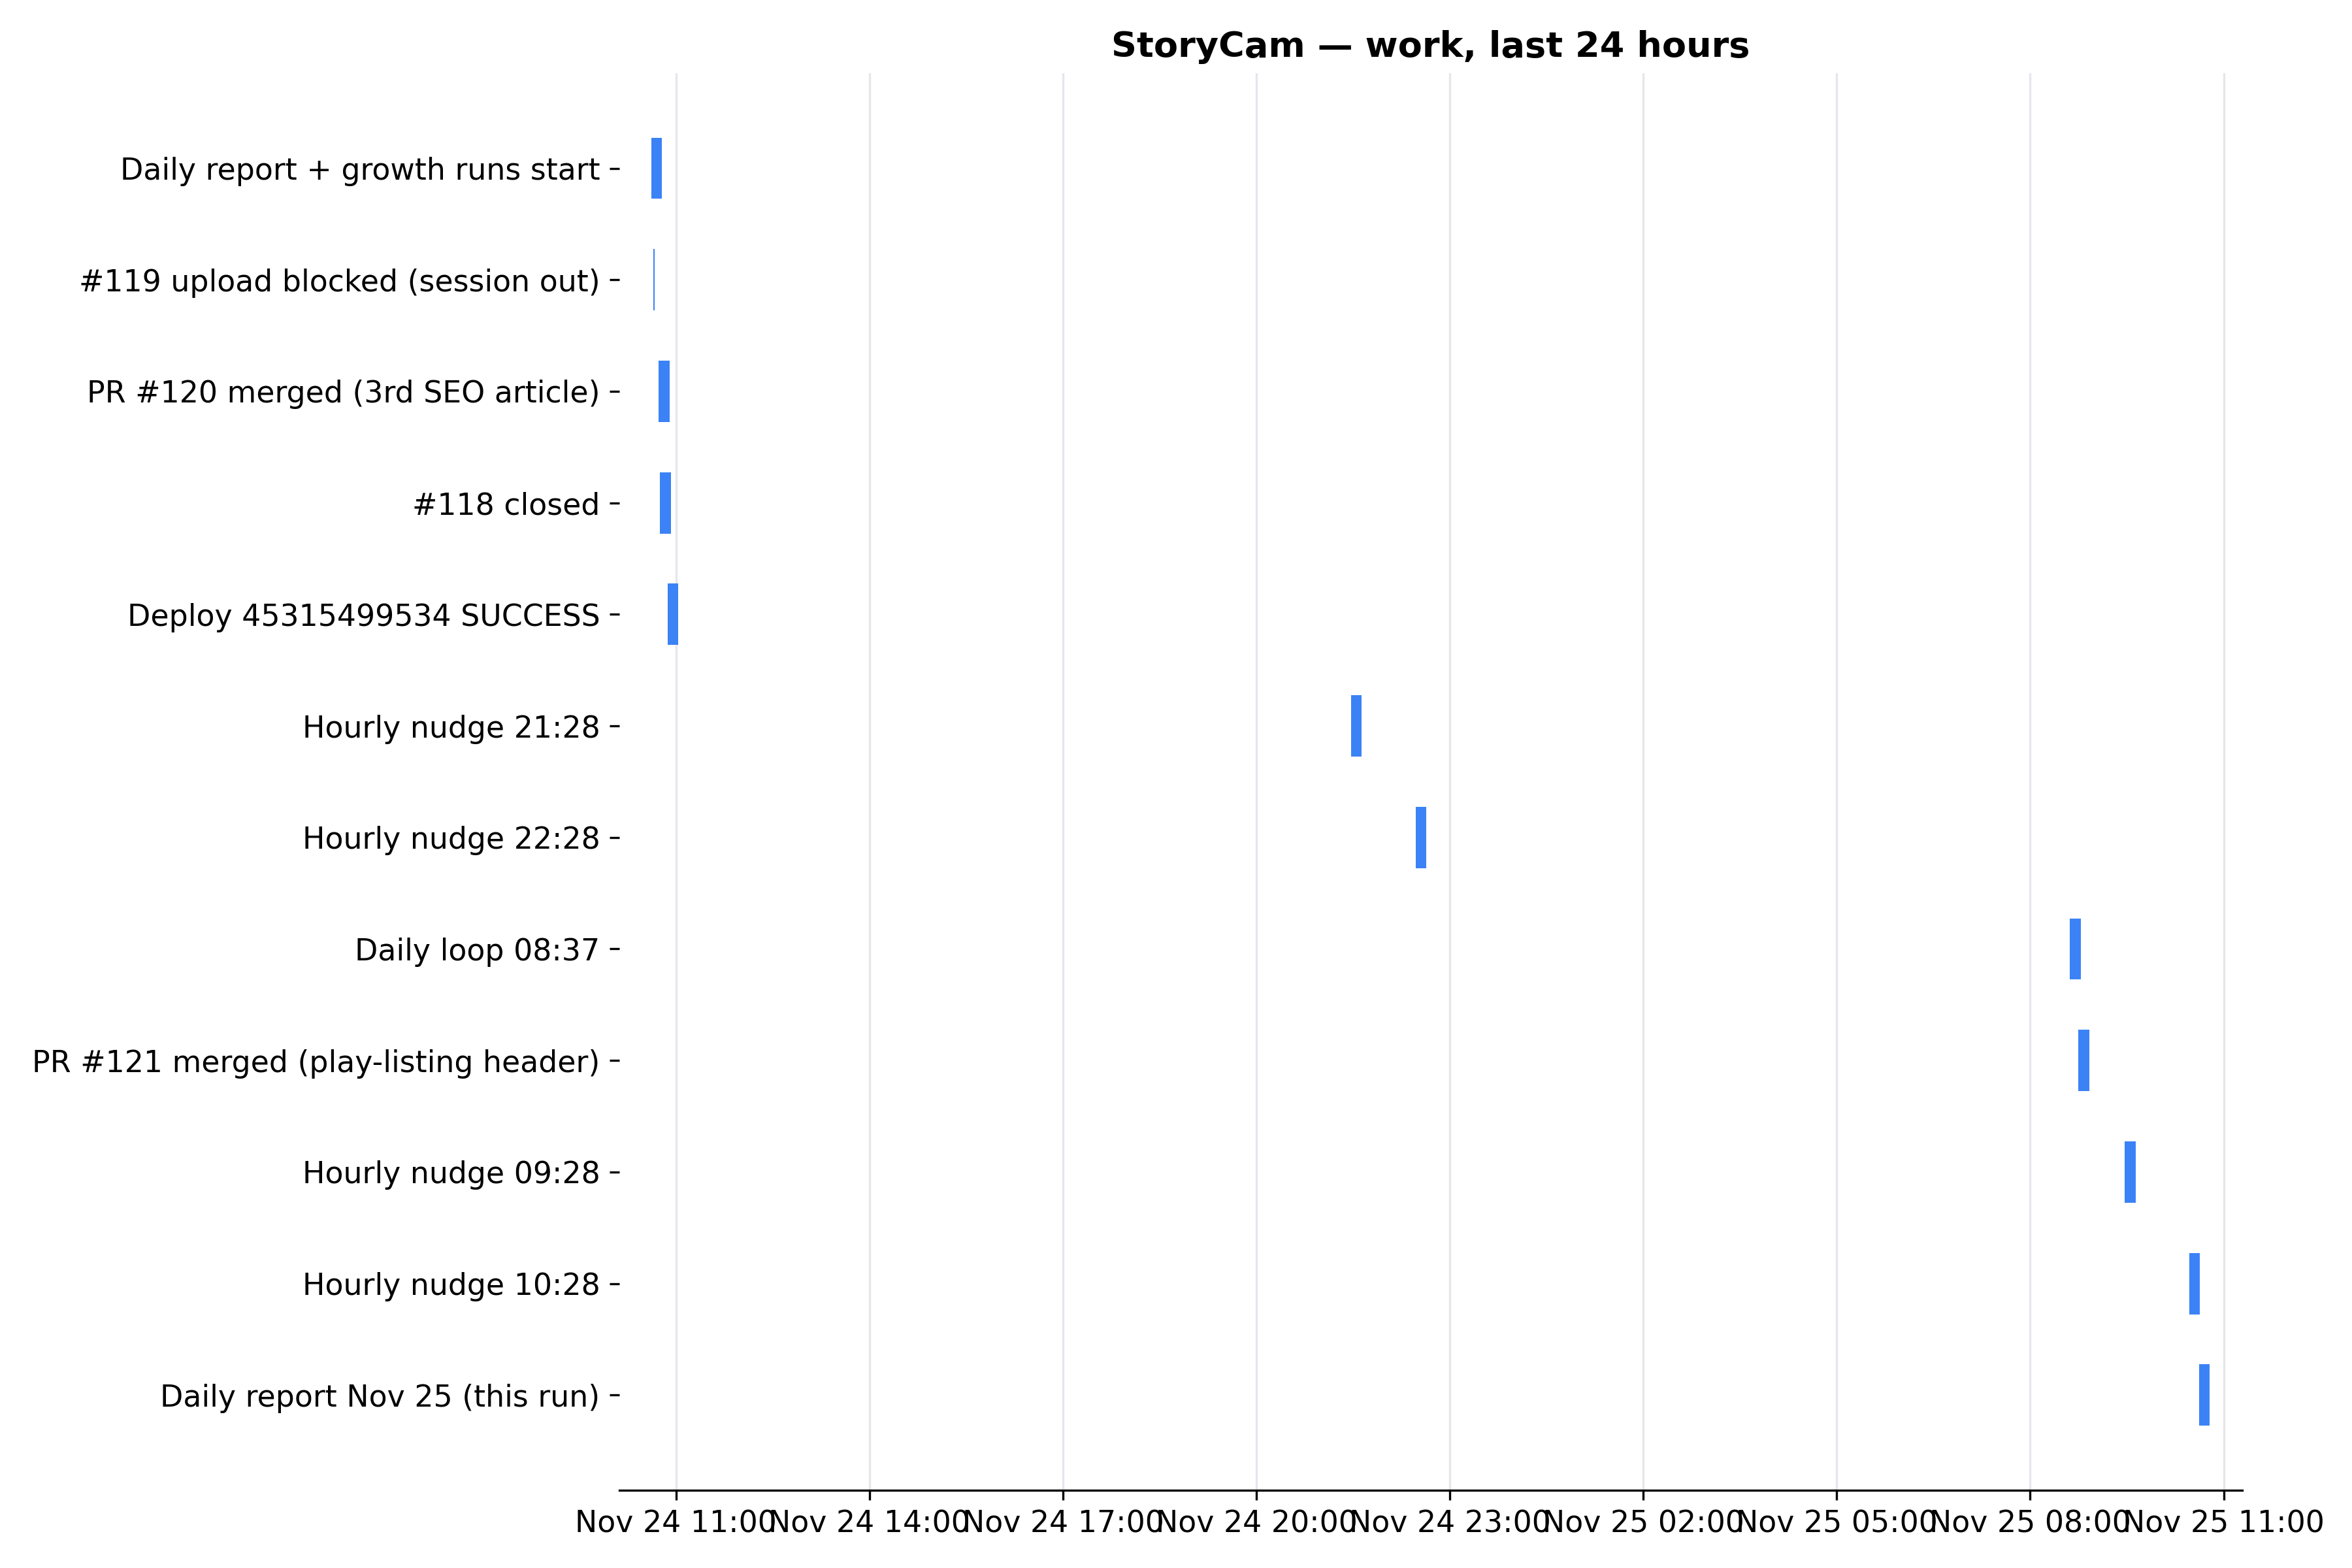 StoryCam — work, last 24 hours
Daily report + growth runs start
#119 upload blocked (session out)
PR #120 merged (3rd SEO article)
#118 closed
Deploy 45315499534 SUCCESS
Hourly nudge 21:28
Hourly nudge 22:28
Daily loop 08:37
PR #121 merged (play-listing header)
Hourly nudge 09:28
Hourly nudge 10:28
Daily report Nov 25 (this run)
Nov 24 11:00 Nov 24 14:00 Nov 24 17:00 Nov 24 20:00 Nov 24 23:00 Nov 25 02:00 Nov 25 05:00 Nov 25 08:00 Nov 25 11:00